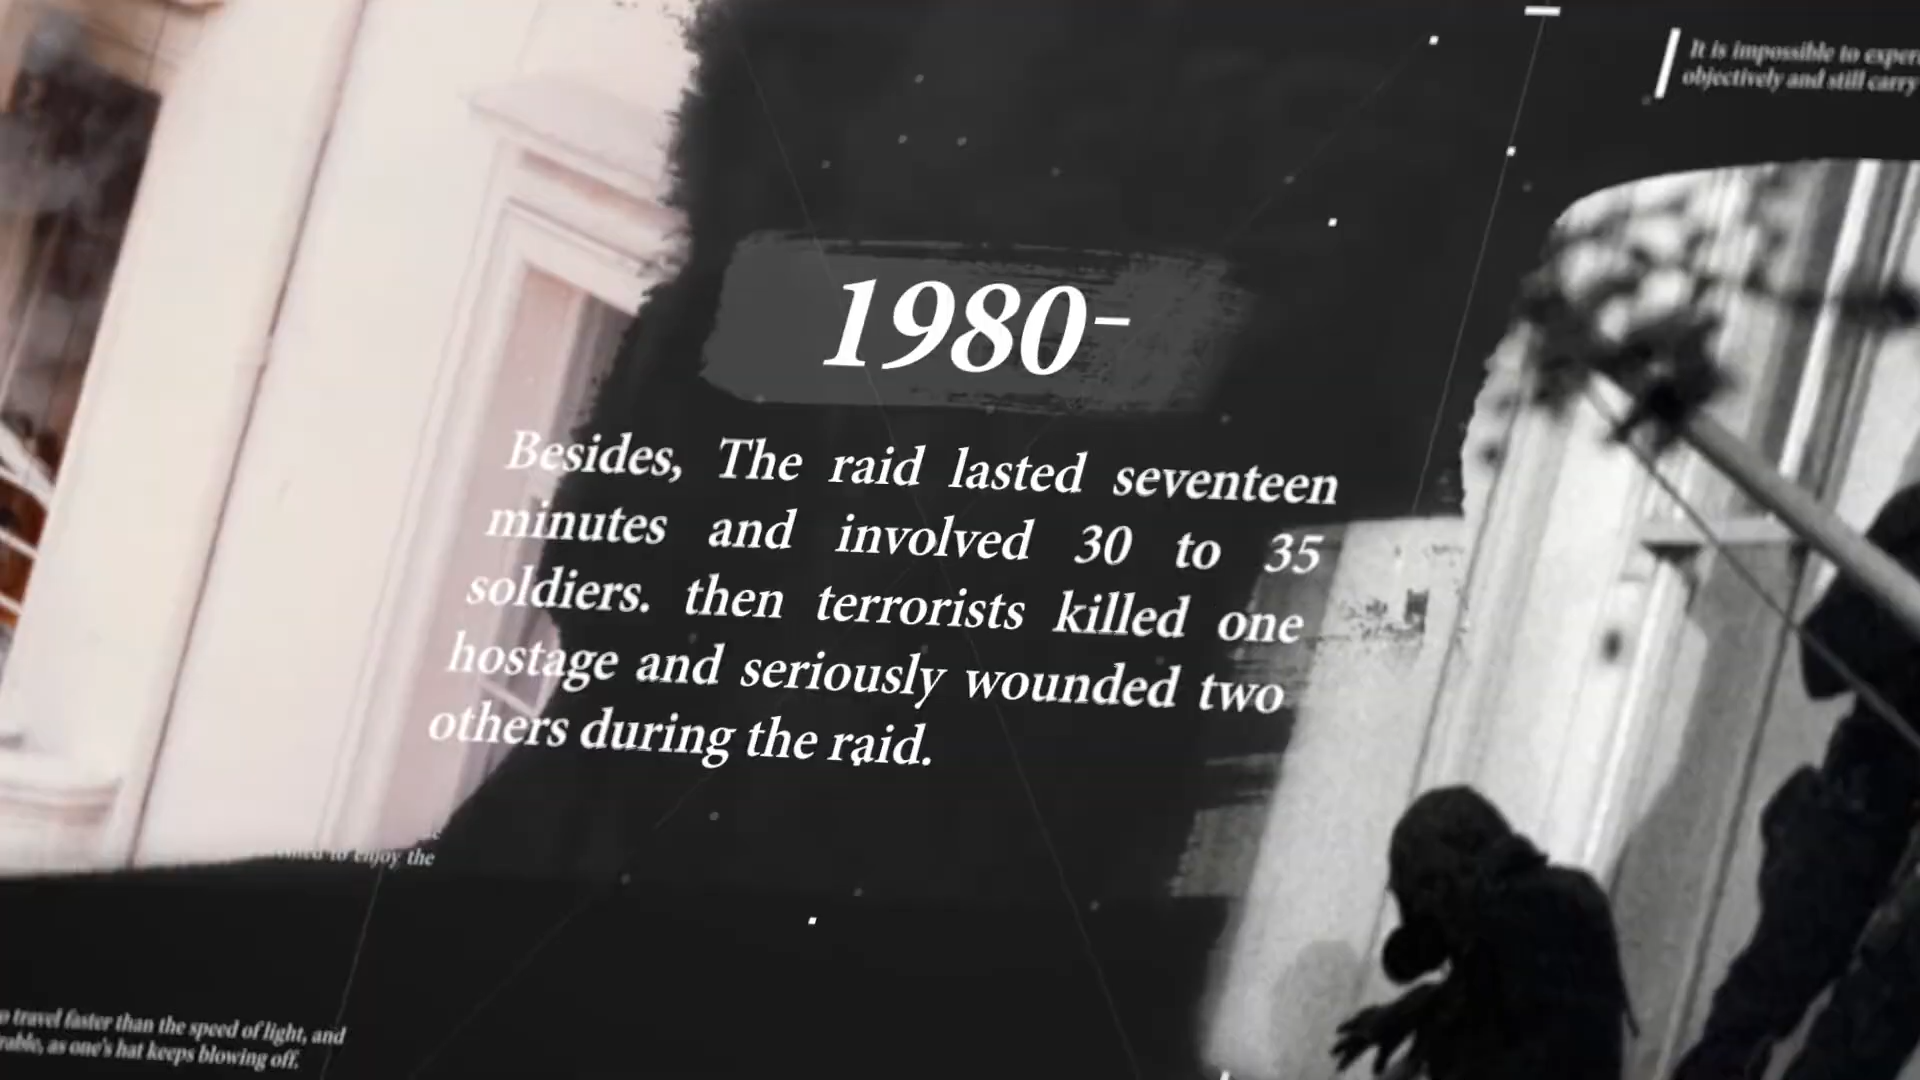 It is impossible to
objectively and still carry
1980-
Besides, The raid lasted seventeen
minutes and involved 30 to 35
soldiers. then terrorists killed one
hostage and seriously wounded two
others during the raid.
to enjoy the
travel faster than the speed of light, and
as one's hat keeps blowing off.